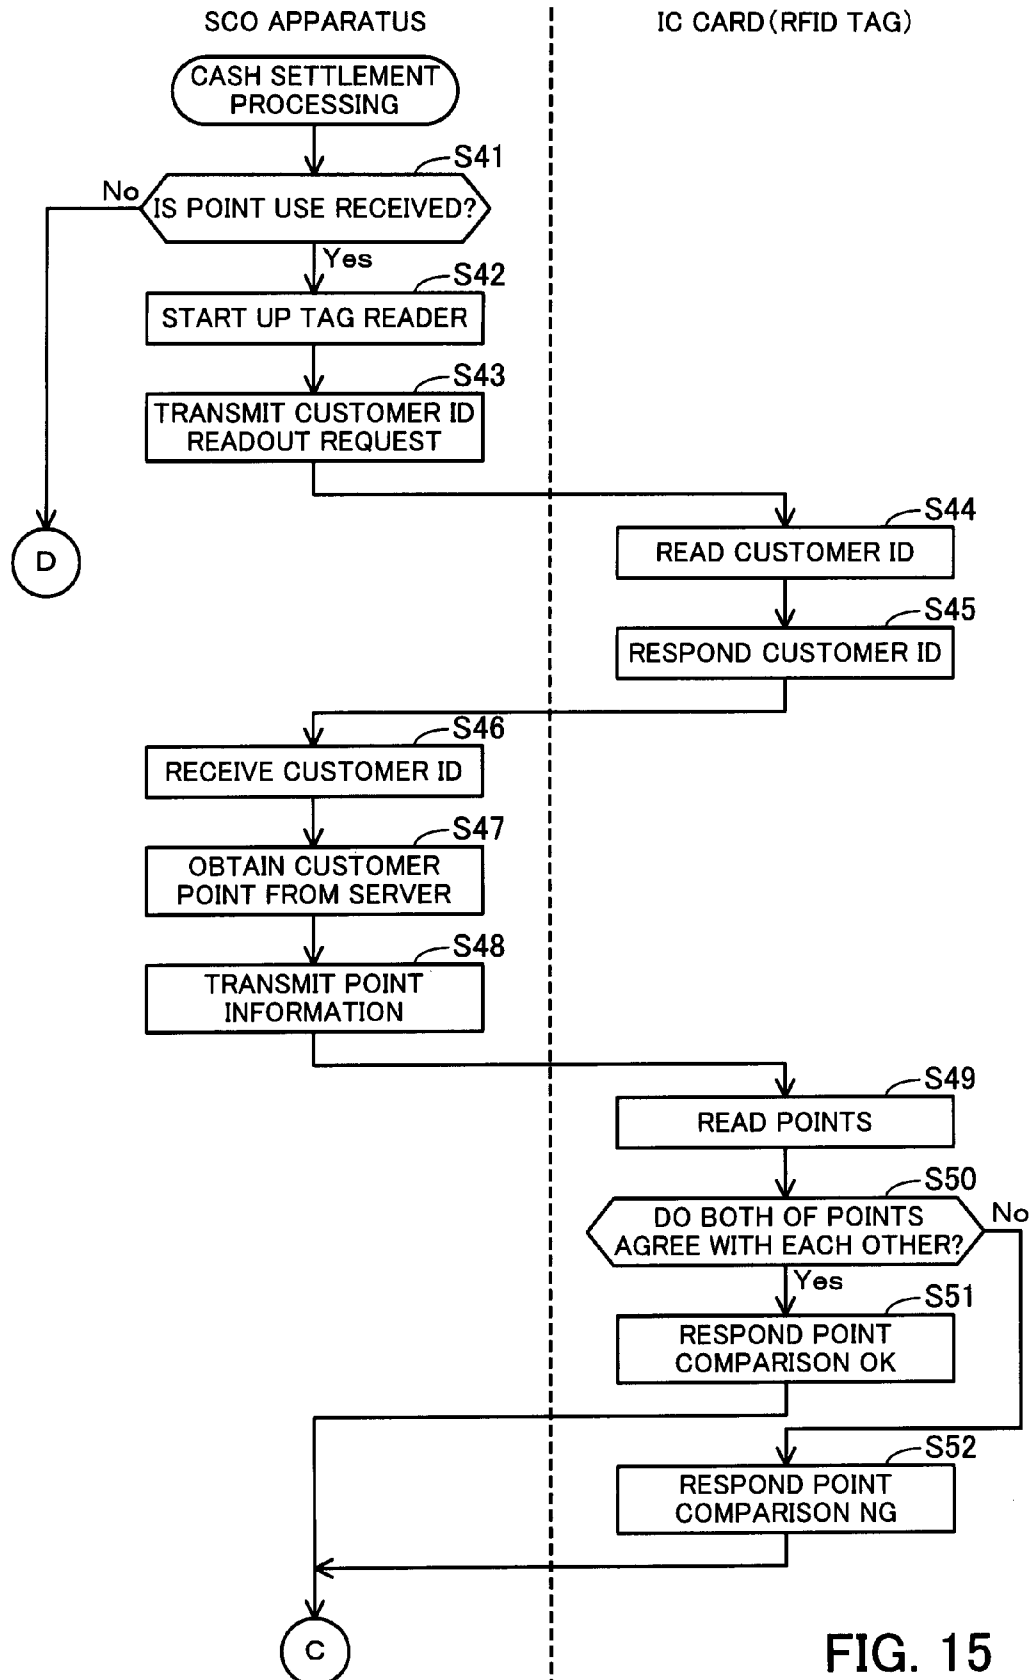 SCO APPARATUS
IC CARD(RFID TAG)
CASH SETTLEMENT
PROCESSING
S41
No
IS POINT USE RECEIVED?
Yes
S42
START UP TAG READER
S43
TRANSMIT CUSTOMER ID
READOUT REQUEST
S44
READ CUSTOMER ID
D
S45
RESPOND CUSTOMER ID
S46
RECEIVE CUSTOMER ID
S47
OBTAIN CUSTOMER
POINT FROM SERVER
S48
TRANSMIT POINT
INFORMATION
S49
READ POINTS
S50
DO BOTH OF POINTS
AGREE WITH EACH OTHER?
No
Yes
S51
RESPOND POINT
COMPARISON OK
S52
RESPOND POINT
COMPARISON NG
C
FIG. 15